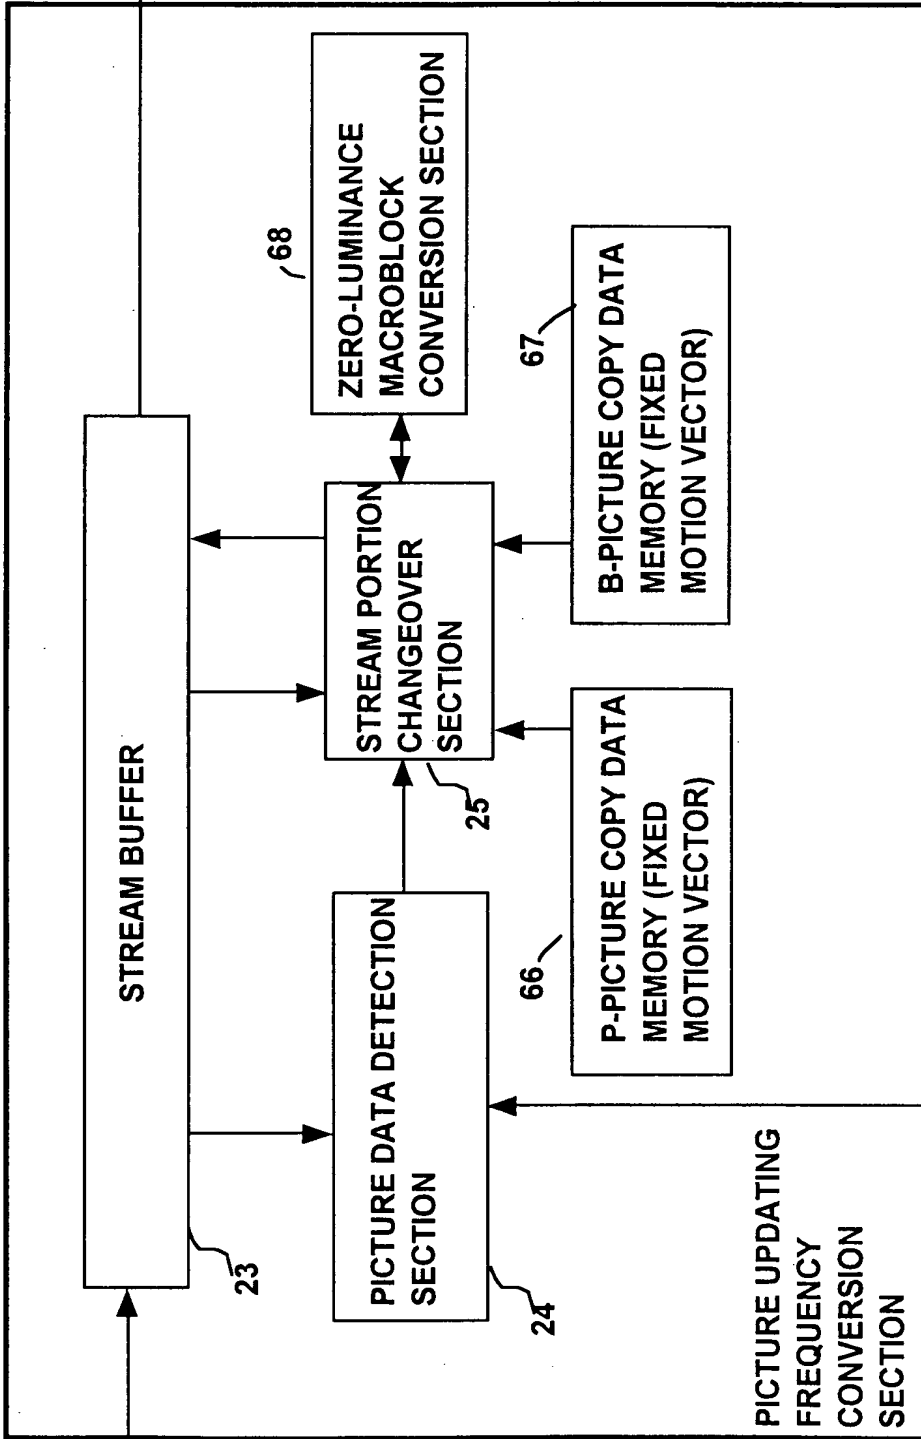 STREAM BUFFER
23
PICTURE DATA DETECTION
SECTION
24
STREAM PORTION
CHANGEOVER
SECTION
25
ZERO-LUMINANCE
MACROBLOCK
CONVERSION SECTION
68
66
P-PICTURE COPY DATA
MEMORY (FIXED
MOTION VECTOR)
67
B-PICTURE COPY DATA
MEMORY (FIXED
MOTION VECTOR)
PICTURE UPDATING
FREQUENCY
CONVERSION
SECTION